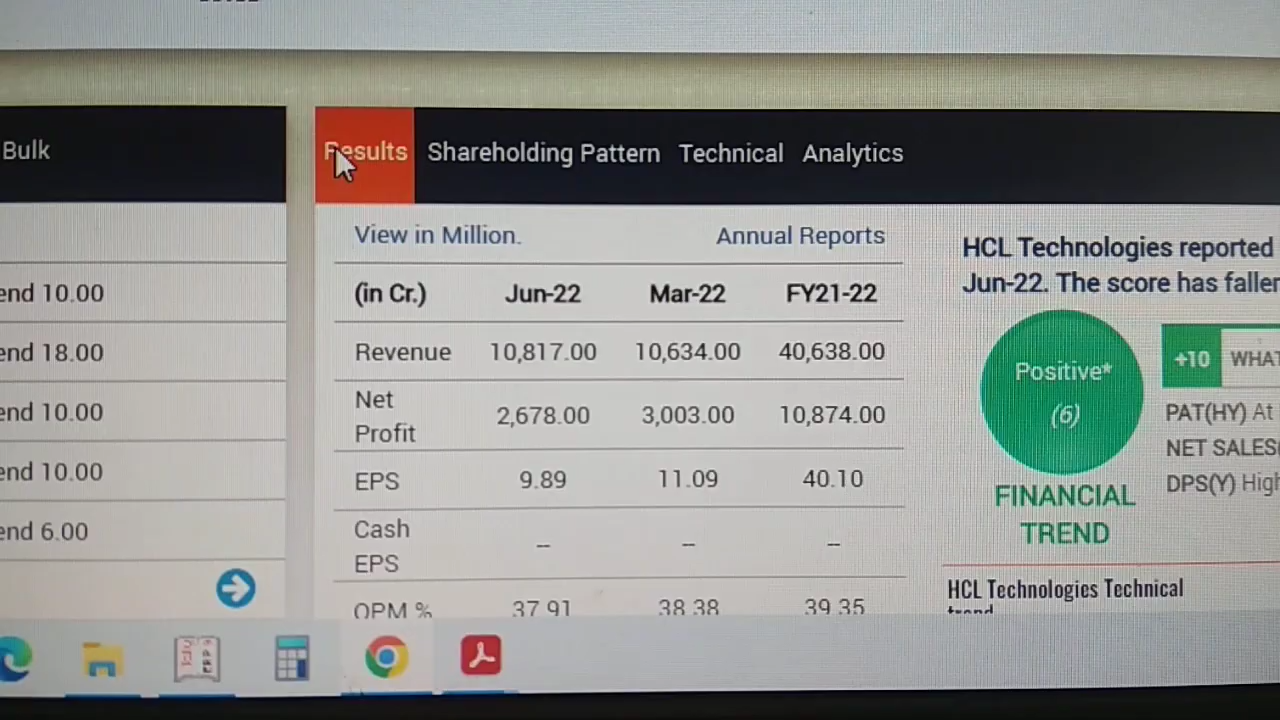 Bulk
Results Shareholding Pattern Technical Analytics
end 10.00
end 18.00
end 10.00
end 10.00
end 6.00
View in Million. Annual Reports
(in Cr.) Jun-22 Mar-22 FY21-22
Revenue 10,817.00 10,634.00 40,638.00
Net
Profit 2,678.00 3,003.00 10,874.00
EPS 9.89 11.09 40.10
Cash
EPS – – –
OPM % 37.91 38.38 39.35
HCL Technologies reported
Jun-22. The score has fallen
Positive*
(6)
FINANCIAL
TREND
+10 WHAT
PAT(HY) At
NET SALES(
DPS(Y) High
HCL Technologies Technical
trend